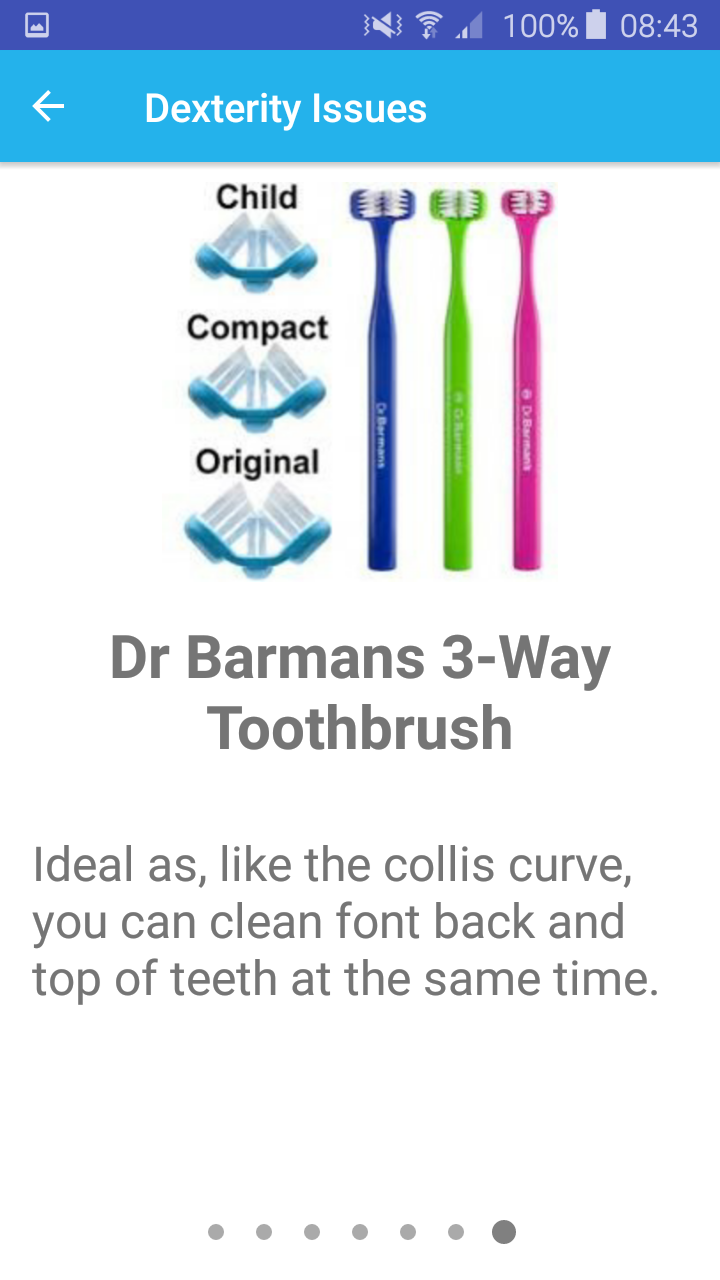 100% 08:43
Dexterity Issues
Child
Compact
Original
Dr Barmans
Dr Barmans
Dr Barmans
Dr Barmans 3-Way
Toothbrush
Ideal as, like the collis curve,
you can clean font back and
top of teeth at the same time.